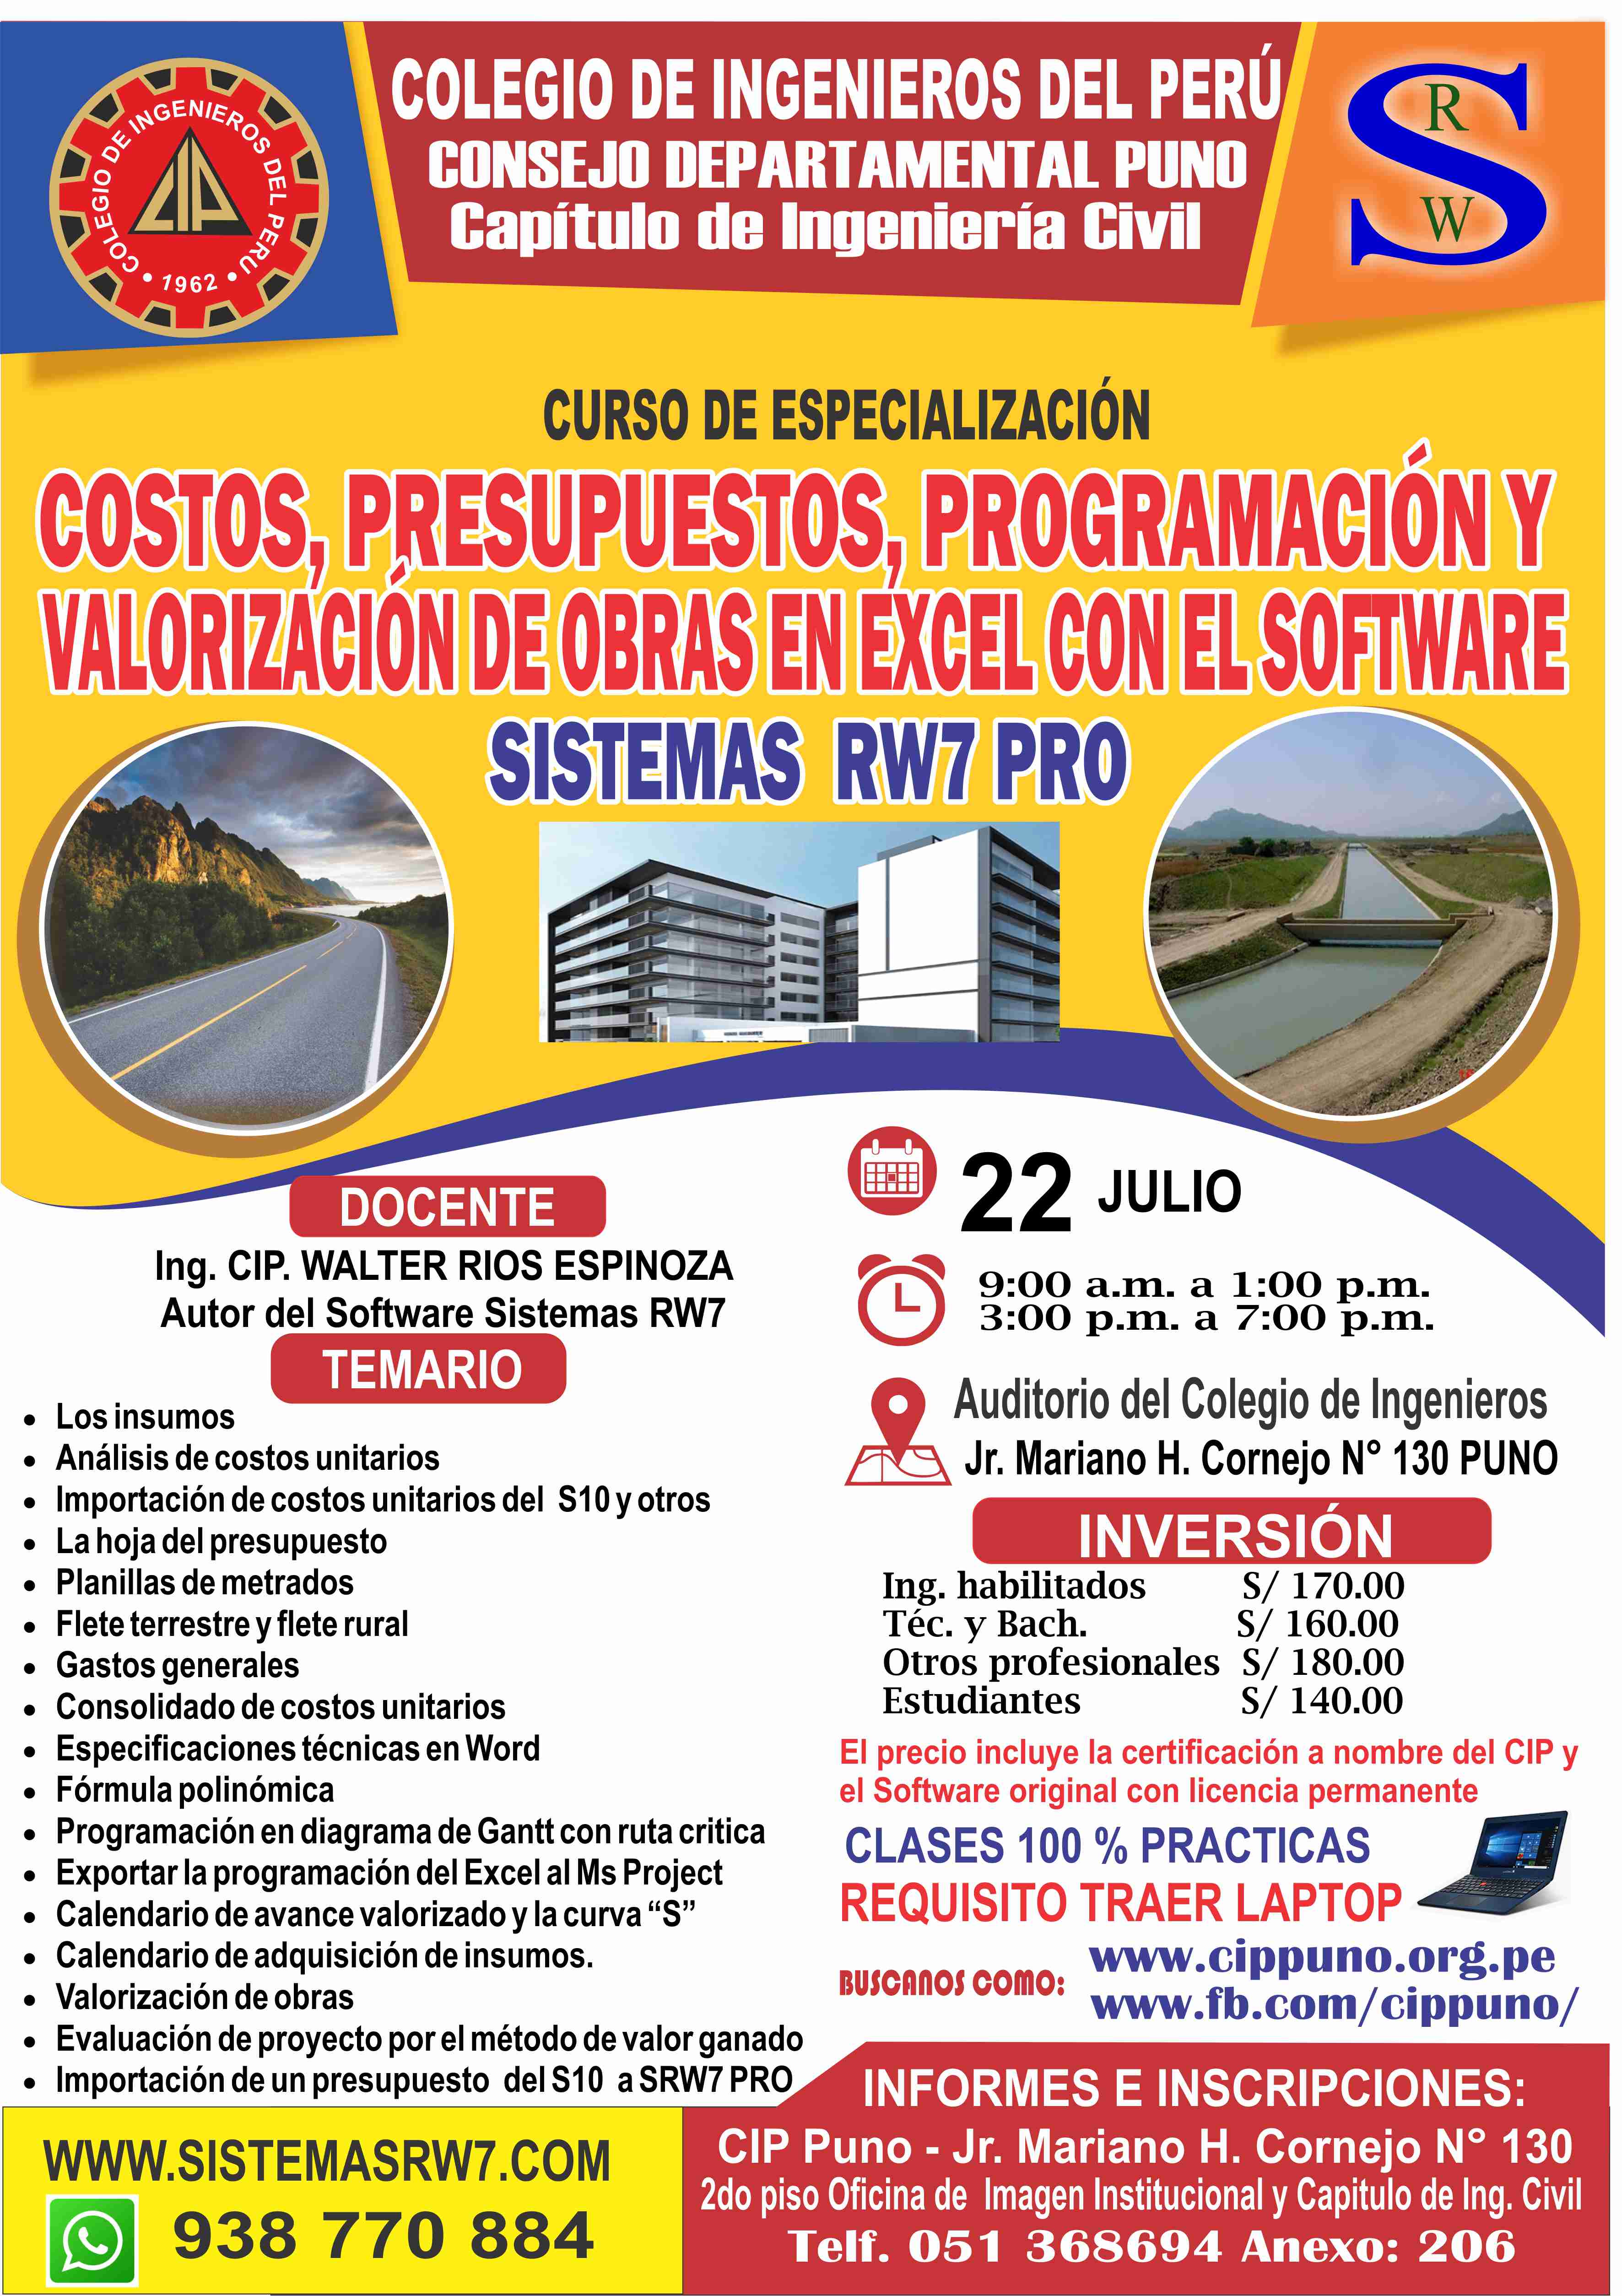 COLEGIO DE INGENIEROS DEL PERU
1962
CIP
COLEGIO DE INGENIEROS DEL PERÚ
CONSEJO DEPARTAMENTAL PUNO
Capítulo de Ingeniería Civil
S
R
W
CURSO DE ESPECIALIZACIÓN
COSTOS, PRESUPUESTOS, PROGRAMACIÓN Y
VALORIZACIÓN DE OBRAS EN EXCEL CON EL SOFTWARE
SISTEMAS RW7 PRO
DOCENTE
Ing. CIP. WALTER RIOS ESPINOZA
Autor del Software Sistemas RW7
TEMARIO
• Los insumos
• Análisis de costos unitarios
• Importación de costos unitarios del S10 y otros
• La hoja del presupuesto
• Planillas de metrados
• Flete terrestre y flete rural
• Gastos generales
• Consolidado de costos unitarios
• Especificaciones técnicas en Word
• Fórmula polinómica
• Programación en diagrama de Gantt con ruta critica
• Exportar la programación del Excel al Ms Project
• Calendario de avance valorizado y la curva “S”
• Calendario de adquisición de insumos.
• Valorización de obras
• Evaluación de proyecto por el método de valor ganado
• Importación de un presupuesto del S10 a SRW7 PRO
22 JULIO
9:00 a.m. a 1:00 p.m.
3:00 p.m. a 7:00 p.m.
Auditorio del Colegio de Ingenieros
Jr. Mariano H. Cornejo N° 130 PUNO
INVERSIÓN
Ing. habilitados S/ 170.00
Téc. y Bach. S/ 160.00
Otros profesionales S/ 180.00
Estudiantes S/ 140.00
El precio incluye la certificación a nombre del CIP y
el Software original con licencia permanente
CLASES 100 % PRACTICAS
REQUISITO TRAER LAPTOP
BUSCANOS COMO:
www.cippuno.org.pe
www.fb.com/cippuno/
WWW.SISTEMASRW7.COM
938 770 884
INFORMES E INSCRIPCIONES:
CIP Puno - Jr. Mariano H. Cornejo N° 130
2do piso Oficina de Imagen Institucional y Capitulo de Ing. Civil
Telf. 051 368694 Anexo: 206